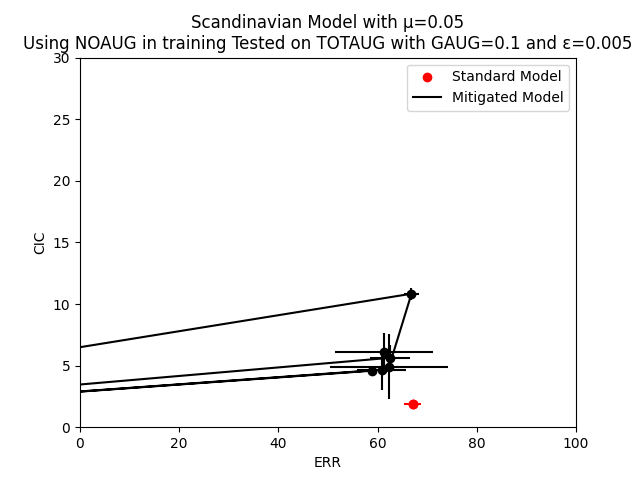 Scandinavian Model with μ=0.05
Using NOAUG in training Tested on TOTAUG with GAUG=0.1 and ε=0.005
30
25
20
15
10
5
0
CIC
Standard Model
Mitigated Model
0 20 40 60 80 100
ERR